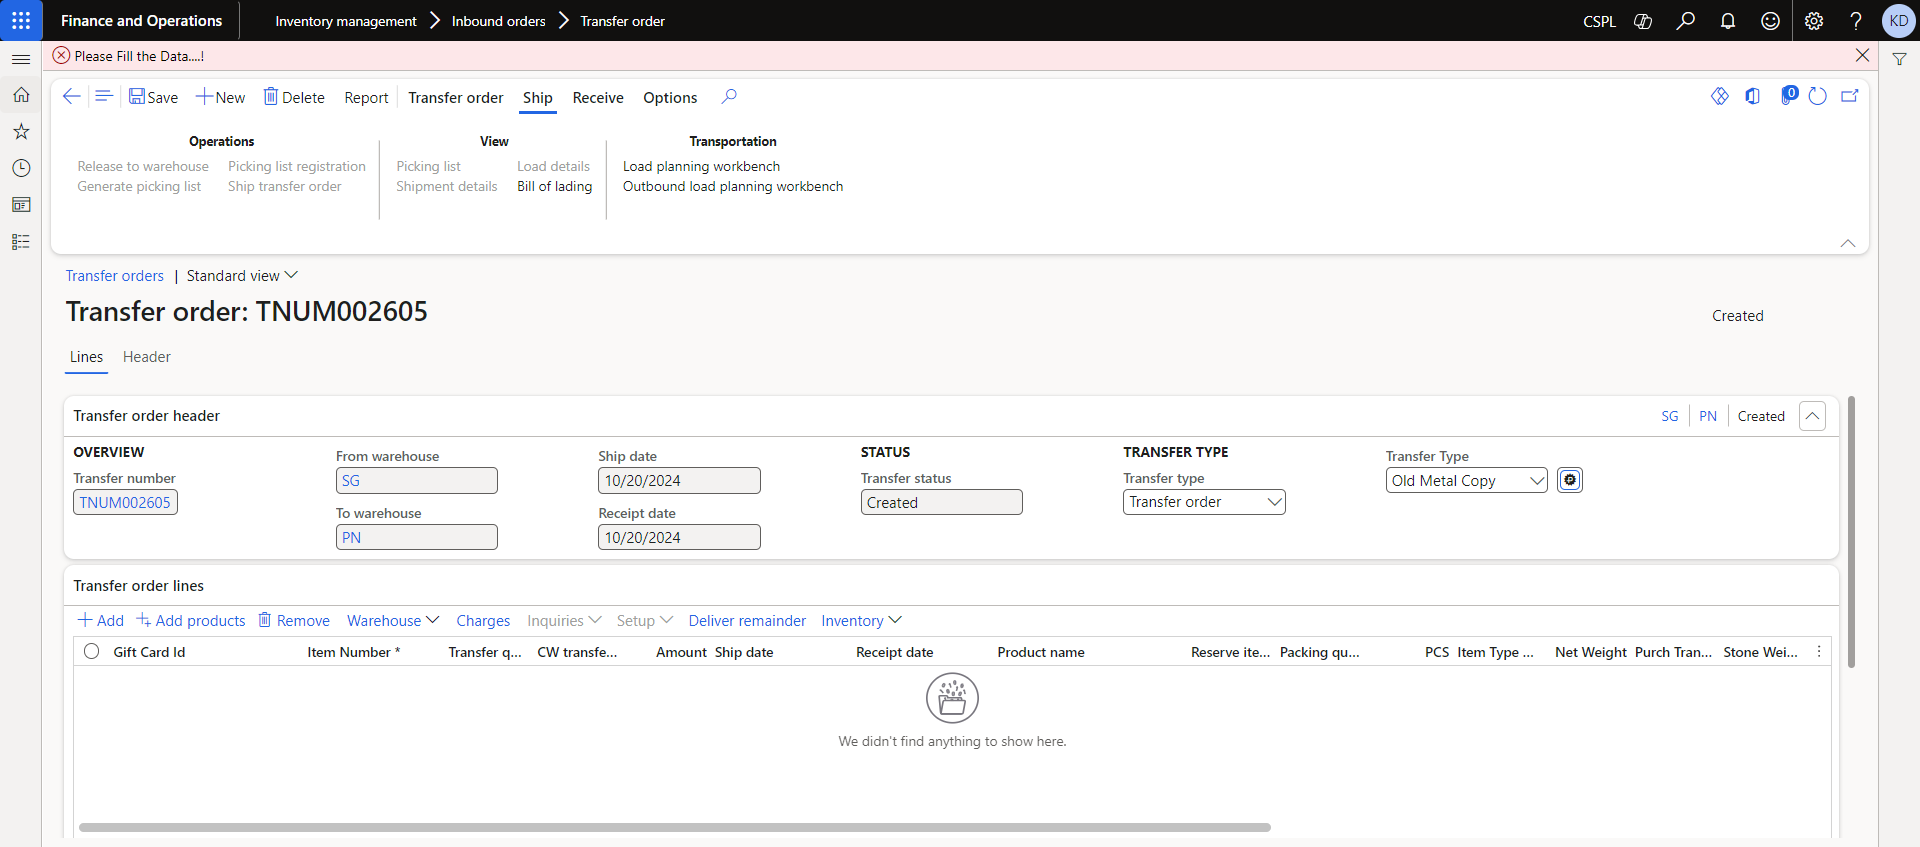 Finance and Operations
Inventory management > Inbound orders > Transfer order
CSPL
KD
Please Fill the Data....!
Save New Delete Report Transfer order Ship Receive Options
0
Operations View Transportation
Release to warehouse Picking list registration Picking list Load details Load planning workbench
Generate picking list Ship transfer order Shipment details Bill of lading Outbound load planning workbench
Transfer orders | Standard view
Transfer order: TNUM002605
Created
Lines Header
Transfer order header
SG PN Created
OVERVIEW
Transfer number
TNUM002605
From warehouse
SG
To warehouse
PN
Ship date
10/20/2024
Receipt date
10/20/2024
STATUS
Transfer status
Created
TRANSFER TYPE
Transfer type
Transfer order
Transfer Type
Old Metal Copy
Transfer order lines
Add Add products Remove Warehouse Charges Inquiries Setup Deliver remainder Inventory
Gift Card Id Item Number * Transfer q... CW transfe... Amount Ship date Receipt date Product name Reserve ite... Packing qu... PCS Item Type ... Net Weight Purch Tran... Stone Wei...
We didn't find anything to show here.